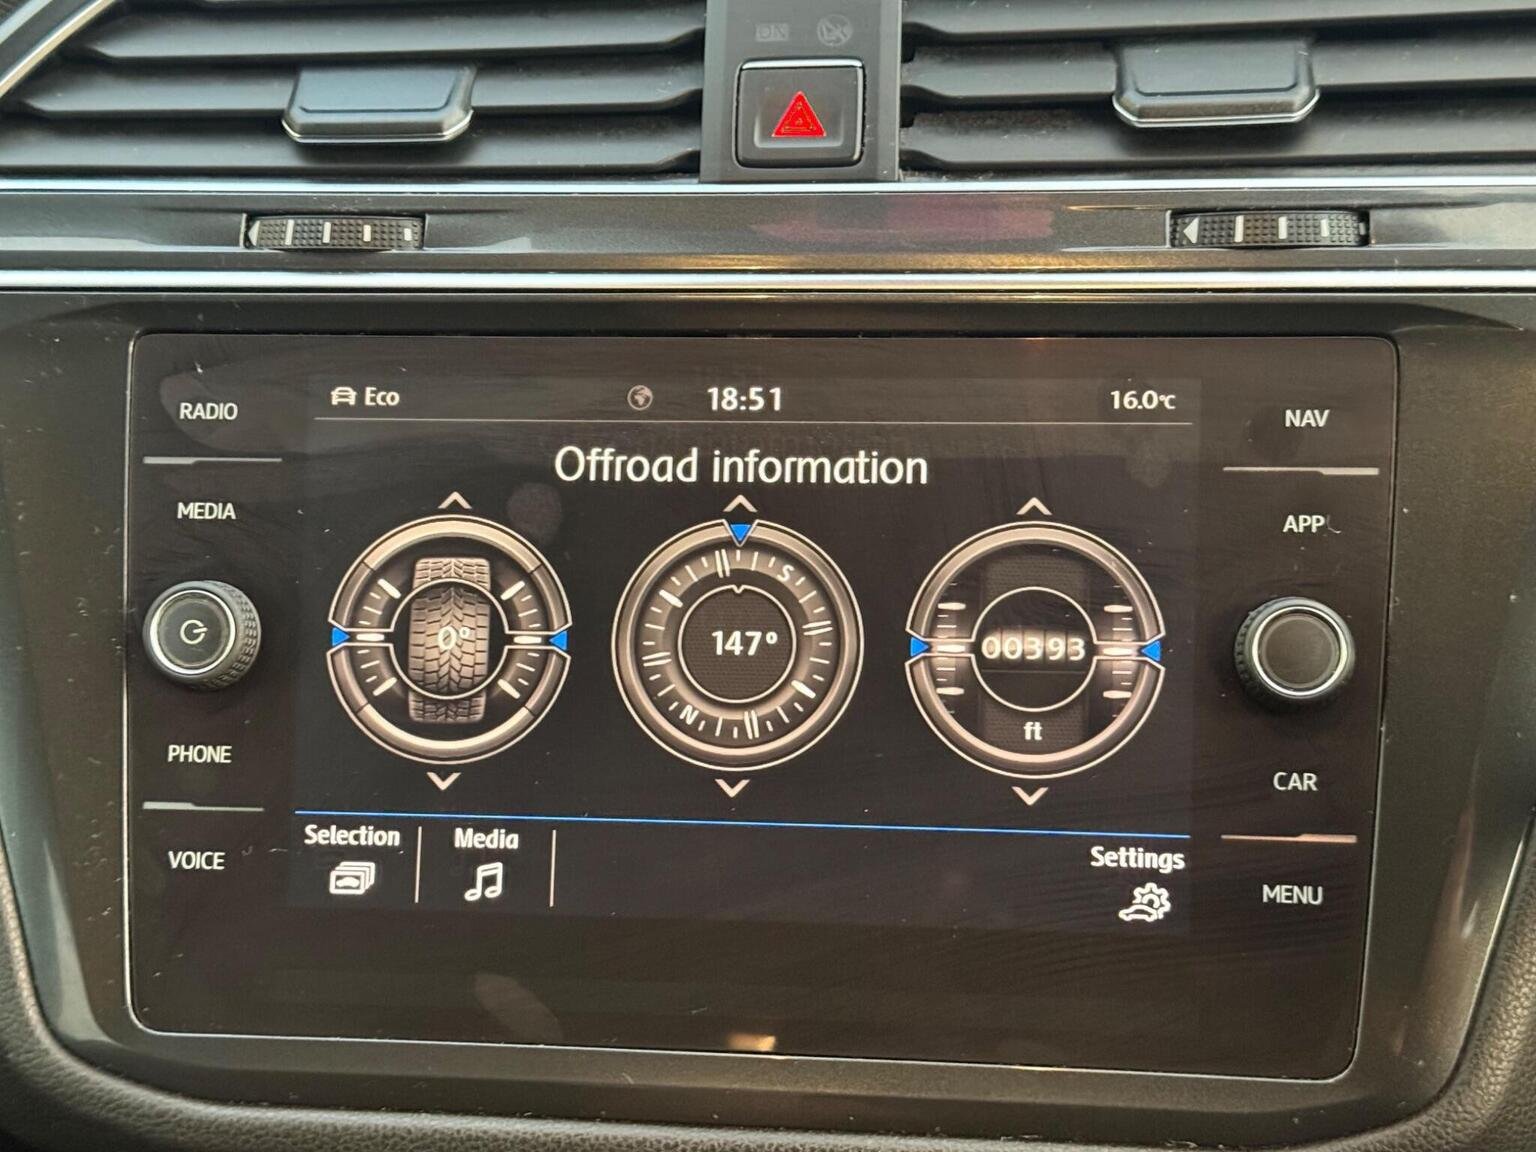 RADIO
MEDIA
PHONE
VOICE
Eco
18:51
16.0°C
Offroad information
0°
S
147°
N
00393
ft
Selection
Media
Settings
NAV
APP
CAR
MENU